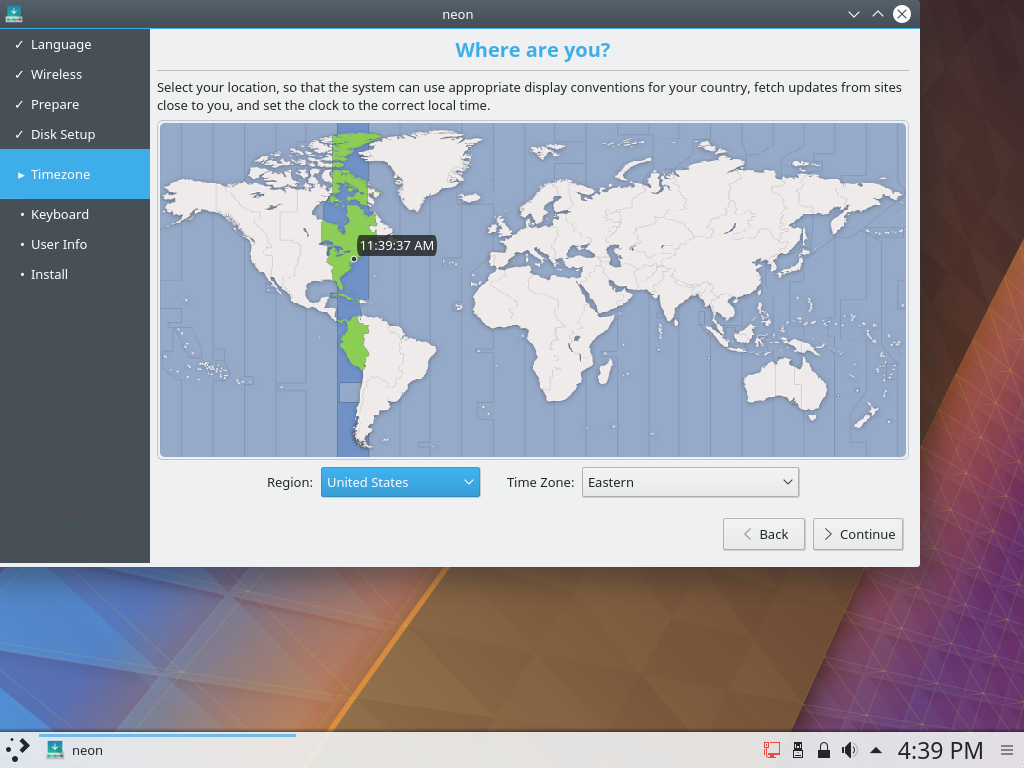 neon
✓ Language
✓ Wireless
✓ Prepare
✓ Disk Setup
▸ Timezone
• Keyboard
• User Info
• Install
Where are you?
Select your location, so that the system can use appropriate display conventions for your country, fetch updates from sites
close to you, and set the clock to the correct local time.
11:39:37 AM
Region: United States Time Zone: Eastern
Back Continue
neon 4:39 PM